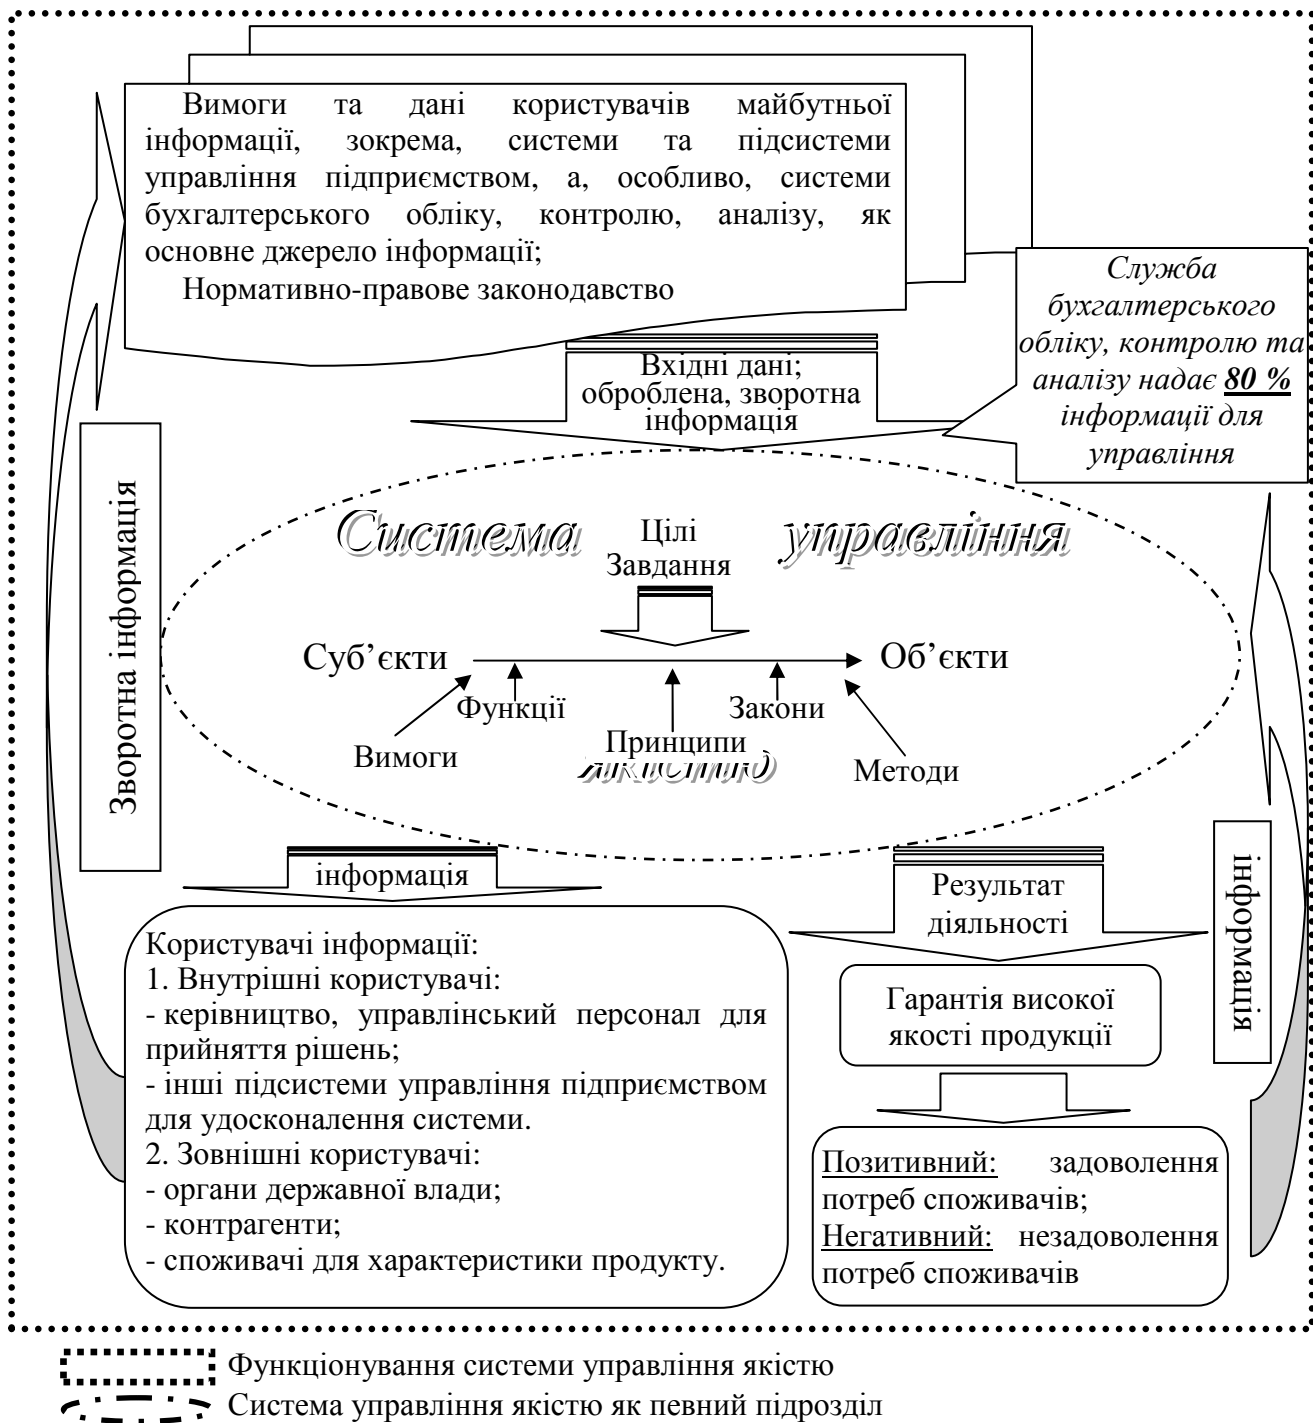 Вимоги та дані користувачів майбутньої
інформації, зокрема, системи та підсистеми
управління підприємством, а, особливо, системи
бухгалтерського обліку, контролю, аналізу, як
основне джерело інформації;
Нормативно-правове законодавство
Служба
бухгалтерського
обліку, контролю та
аналізу надає 80 %
інформації для
управління
Вхідні дані;
оброблена, зворотна
інформація
Зворотна інформація
Система управління
Цілі
Завдання
Суб’єкти
Об’єкти
Функції
Закони
Вимоги
Принципи
Методи
якістю
інформація
Результат
діяльності
інформація
Користувачі інформації:
1. Внутрішні користувачі:
- керівництво, управлінський персонал для
прийняття рішень;
- інші підсистеми управління підприємством
для удосконалення системи.
2. Зовнішні користувачі:
- органи державної влади;
- контрагенти;
- споживачі для характеристики продукту.
Гарантія високої
якості продукції
Позитивний: задоволення
потреб споживачів;
Негативний: незадоволення
потреб споживачів
Функціонування системи управління якістю
Система управління якістю як певний підрозділ